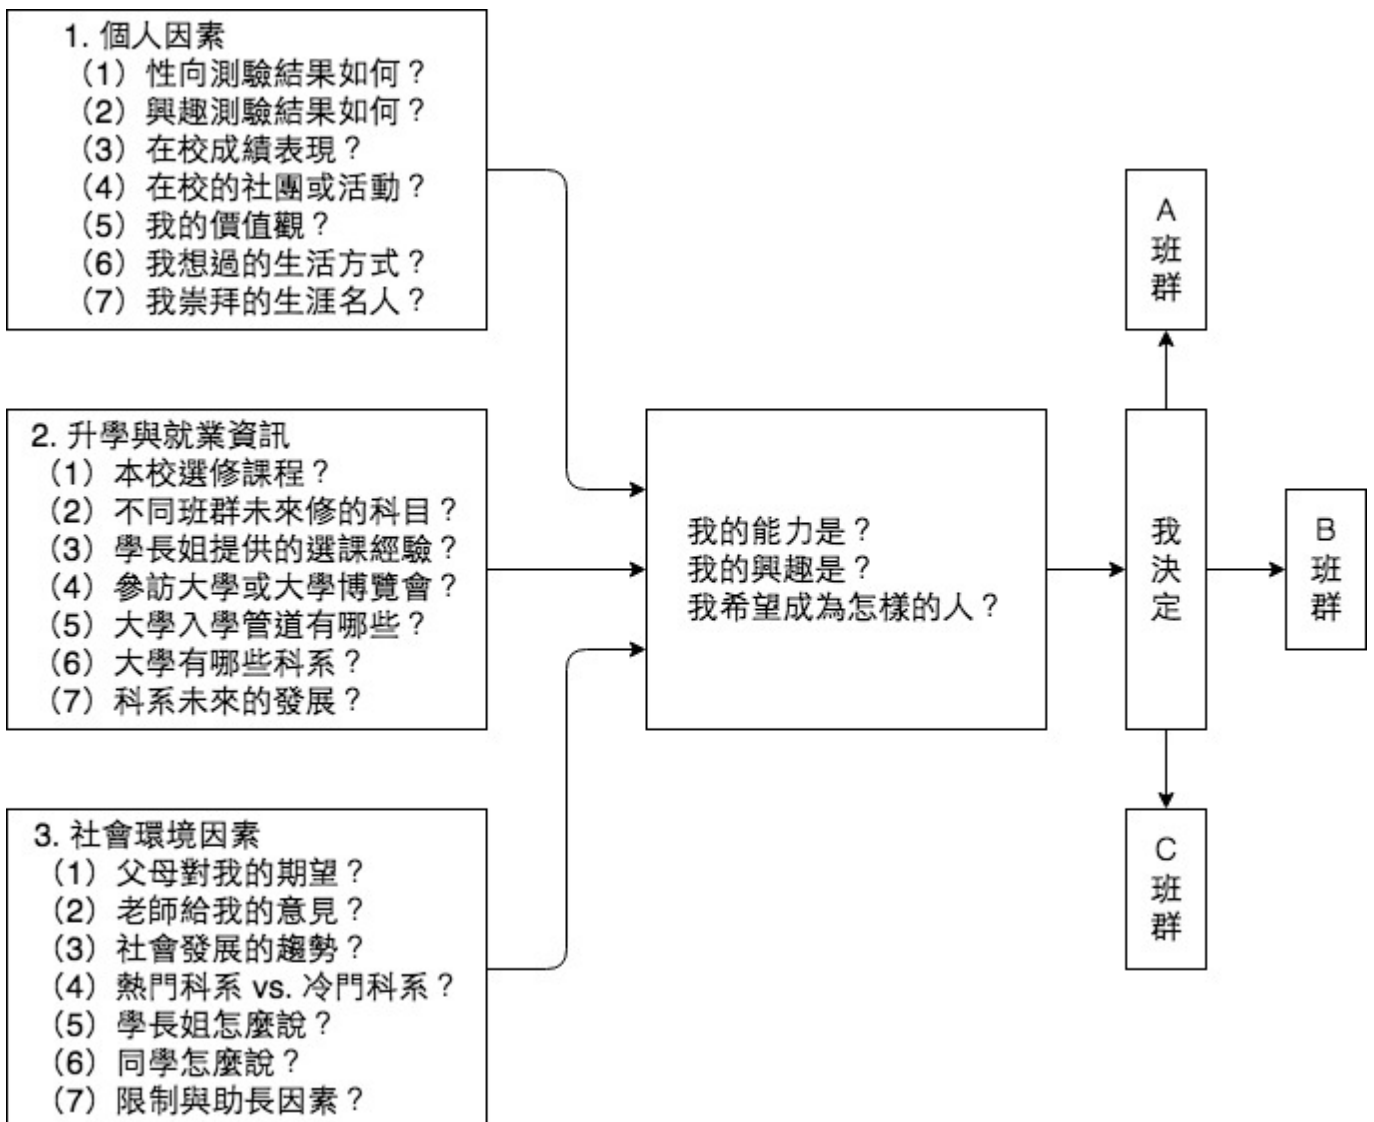 1. 個人因素
（1）性向測驗結果如何？
（2）興趣測驗結果如何？
（3）在校成績表現？
（4）在校的社團或活動？
（5）我的價值觀？
（6）我想過的生活方式？
（7）我崇拜的生涯名人？
2. 升學與就業資訊
（1）本校選修課程？
（2）不同班群未來修的科目？
（3）學長姐提供的選課經驗？
（4）參訪大學或大學博覽會？
（5）大學入學管道有哪些？
（6）大學有哪些科系？
（7）科系未來的發展？
3. 社會環境因素
（1）父母對我的期望？
（2）老師給我的意見？
（3）社會發展的趨勢？
（4）熱門科系 vs. 冷門科系？
（5）學長姐怎麼說？
（6）同學怎麼說？
（7）限制與助長因素？
我的能力是？
我的興趣是？
我希望成為怎樣的人？
我決定
A班群
B班群
C班群